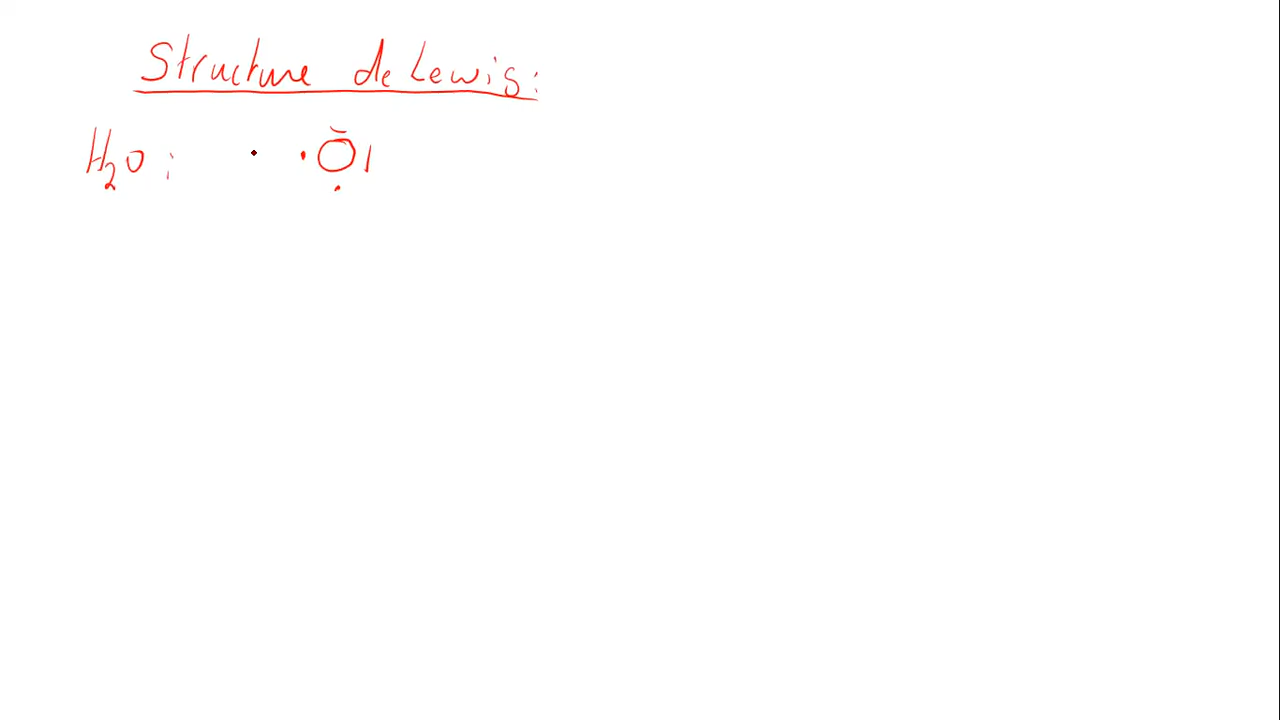 Structure de Lewis:
H₂O : · O̅|